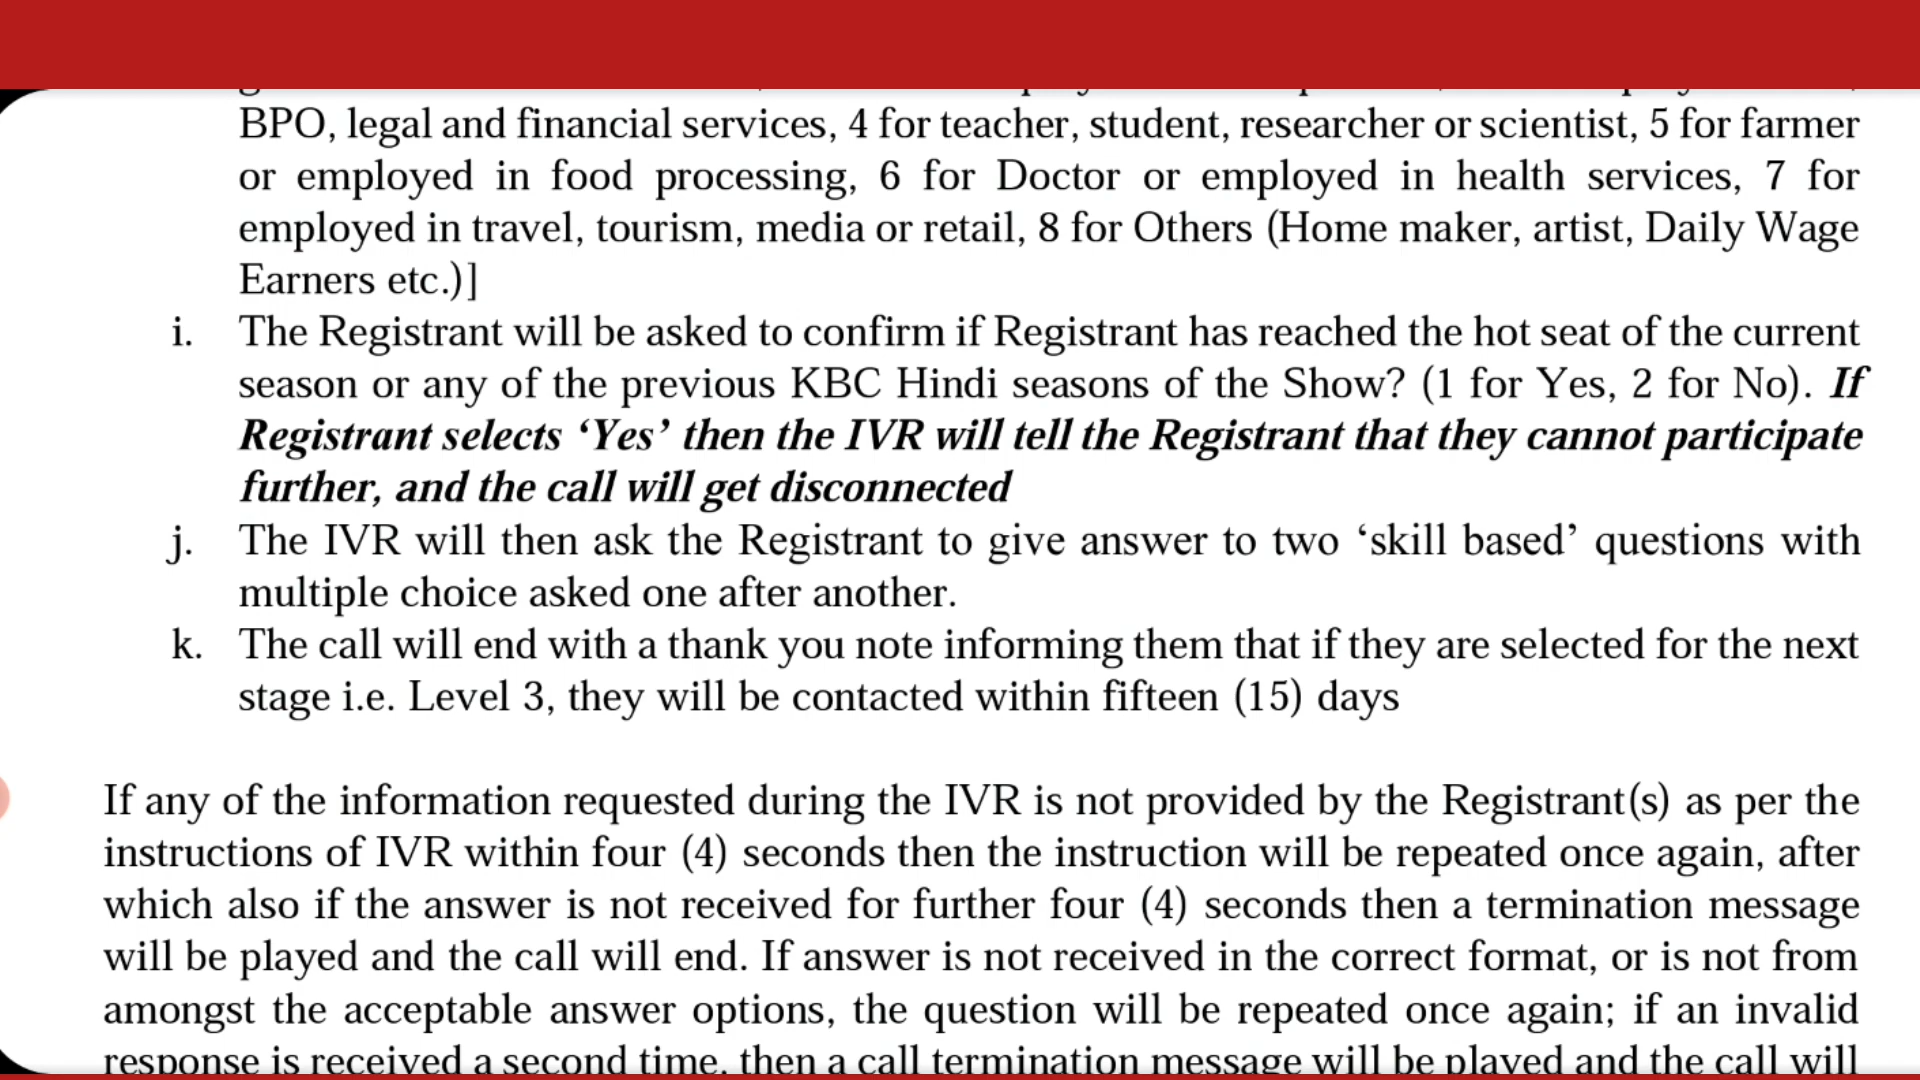 BPO, legal and financial services, 4 for teacher, student, researcher or scientist, 5 for farmer
or employed in food processing, 6 for Doctor or employed in health services, 7 for
employed in travel, tourism, media or retail, 8 for Others (Home maker, artist, Daily Wage
Earners etc.)]
i. The Registrant will be asked to confirm if Registrant has reached the hot seat of the current
season or any of the previous KBC Hindi seasons of the Show? (1 for Yes, 2 for No). If
Registrant selects ‘Yes’ then the IVR will tell the Registrant that they cannot participate
further, and the call will get disconnected
j. The IVR will then ask the Registrant to give answer to two ‘skill based’ questions with
multiple choice asked one after another.
k. The call will end with a thank you note informing them that if they are selected for the next
stage i.e. Level 3, they will be contacted within fifteen (15) days
If any of the information requested during the IVR is not provided by the Registrant(s) as per the
instructions of IVR within four (4) seconds then the instruction will be repeated once again, after
which also if the answer is not received for further four (4) seconds then a termination message
will be played and the call will end. If answer is not received in the correct format, or is not from
amongst the acceptable answer options, the question will be repeated once again; if an invalid
response is received a second time, then a call termination message will be played and the call will